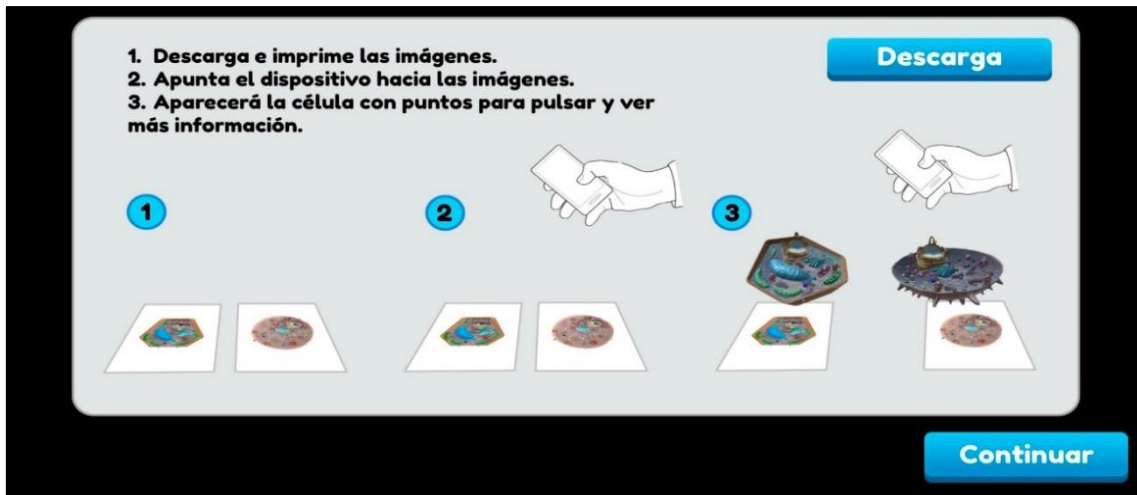 1. Descarga e imprime las imágenes.
2. Apunta el dispositivo hacia las imágenes.
3. Aparecerá la célula con puntos para pulsar y ver
más información.
Descarga
1
2
3
Continuar